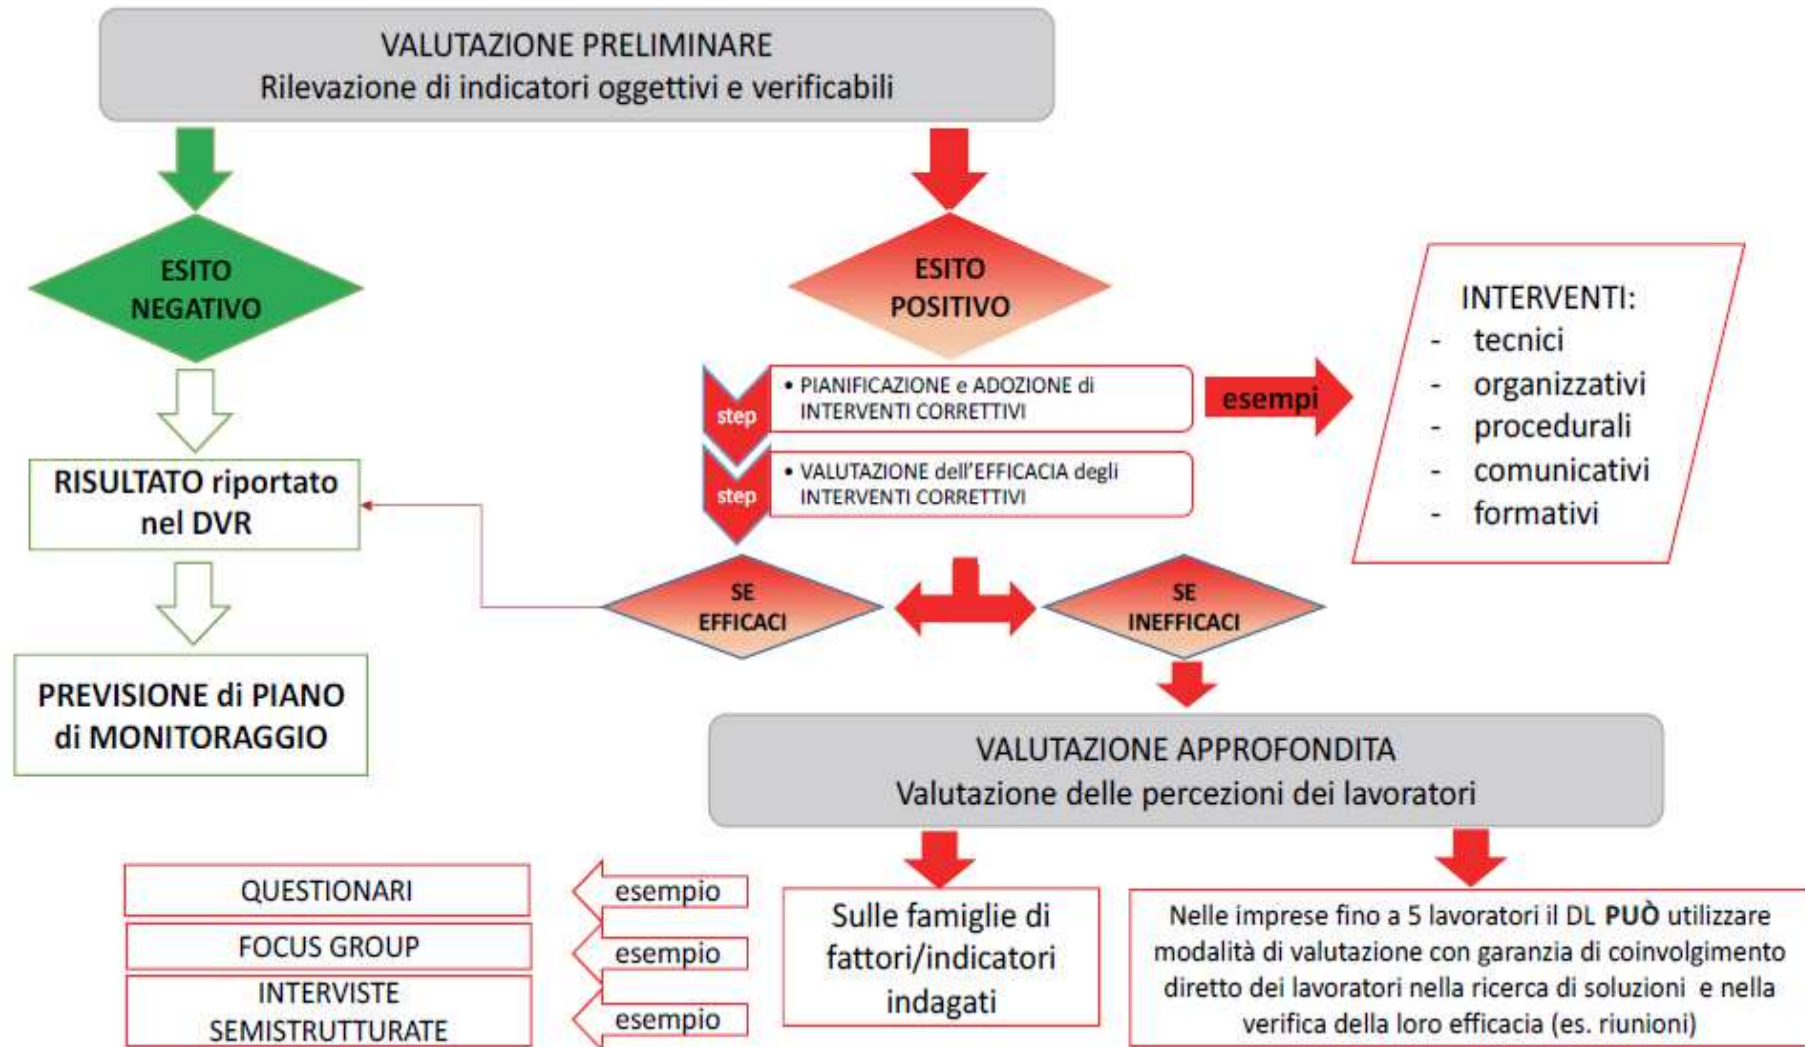 VALUTAZIONE PRELIMINARE
Rilevazione di indicatori oggettivi e verificabili
ESITO
NEGATIVO
RISULTATO riportato
nel DVR
PREVISIONE di PIANO
di MONITORAGGIO
ESITO
POSITIVO
step
• PIANIFICAZIONE e ADOZIONE di
INTERVENTI CORRETTIVI
esempi
INTERVENTI:
- tecnici
- organizzativi
- procedurali
- comunicativi
- formativi
step
• VALUTAZIONE dell'EFFICACIA degli
INTERVENTI CORRETTIVI
SE
EFFICACI
SE
INEFFICACI
VALUTAZIONE APPROFONDITA
Valutazione delle percezioni dei lavoratori
Sulle famiglie di
fattori/indicatori
indagati
esempio
QUESTIONARI
esempio
FOCUS GROUP
esempio
INTERVISTE
SEMISTRUTTURATE
Nelle imprese fino a 5 lavoratori il DL PUÒ utilizzare
modalità di valutazione con garanzia di coinvolgimento
diretto dei lavoratori nella ricerca di soluzioni e nella
verifica della loro efficacia (es. riunioni)